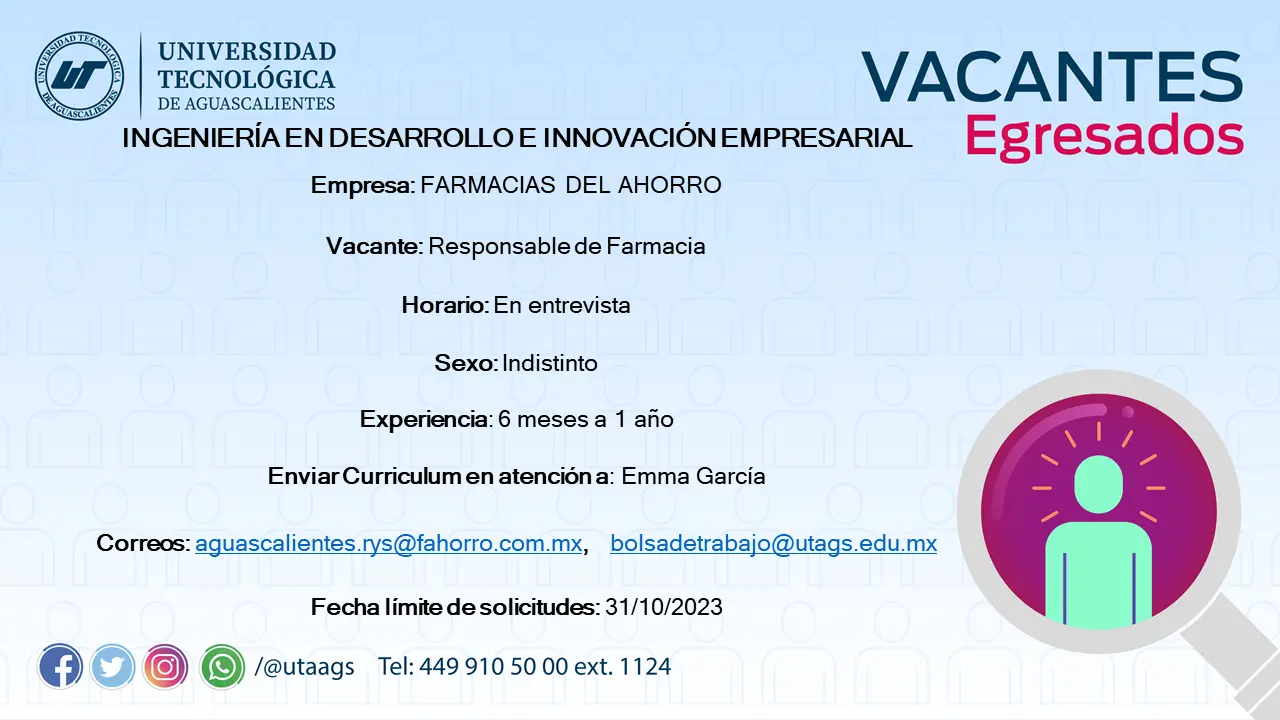 UNIVERSIDAD TECNOLÓGICA DE AGUASCALIENTES
UT
UNIVERSIDAD
TECNOLÓGICA
DE AGUASCALIENTES
VACANTES
Egresados
INGENIERÍA EN DESARROLLO E INNOVACIÓN EMPRESARIAL
Empresa: FARMACIAS DEL AHORRO
Vacante: Responsable de Farmacia
Horario: En entrevista
Sexo: Indistinto
Experiencia: 6 meses a 1 año
Enviar Curriculum en atención a: Emma García
Correos: aguascalientes.rys@fahorro.com.mx, bolsadetrabajo@utags.edu.mx
Fecha límite de solicitudes: 31/10/2023
/@utaags Tel: 449 910 50 00 ext. 1124